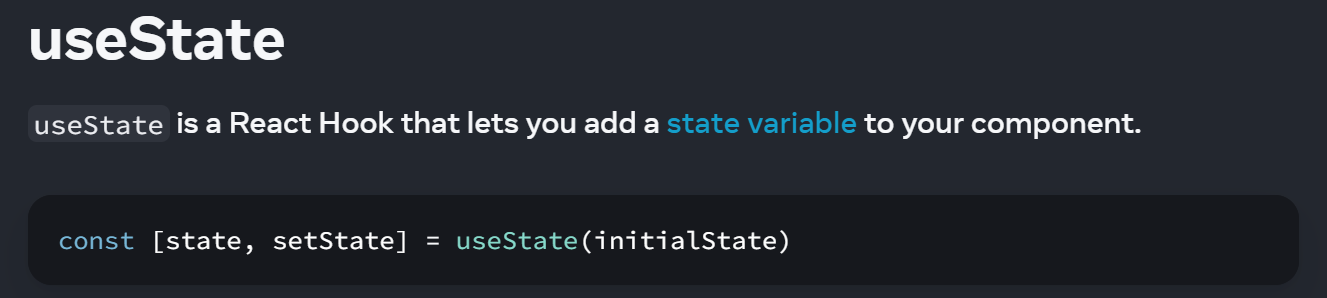 useState
useState is a React Hook that lets you add a state variable to your component.
const [state, setState] = useState(initialState)